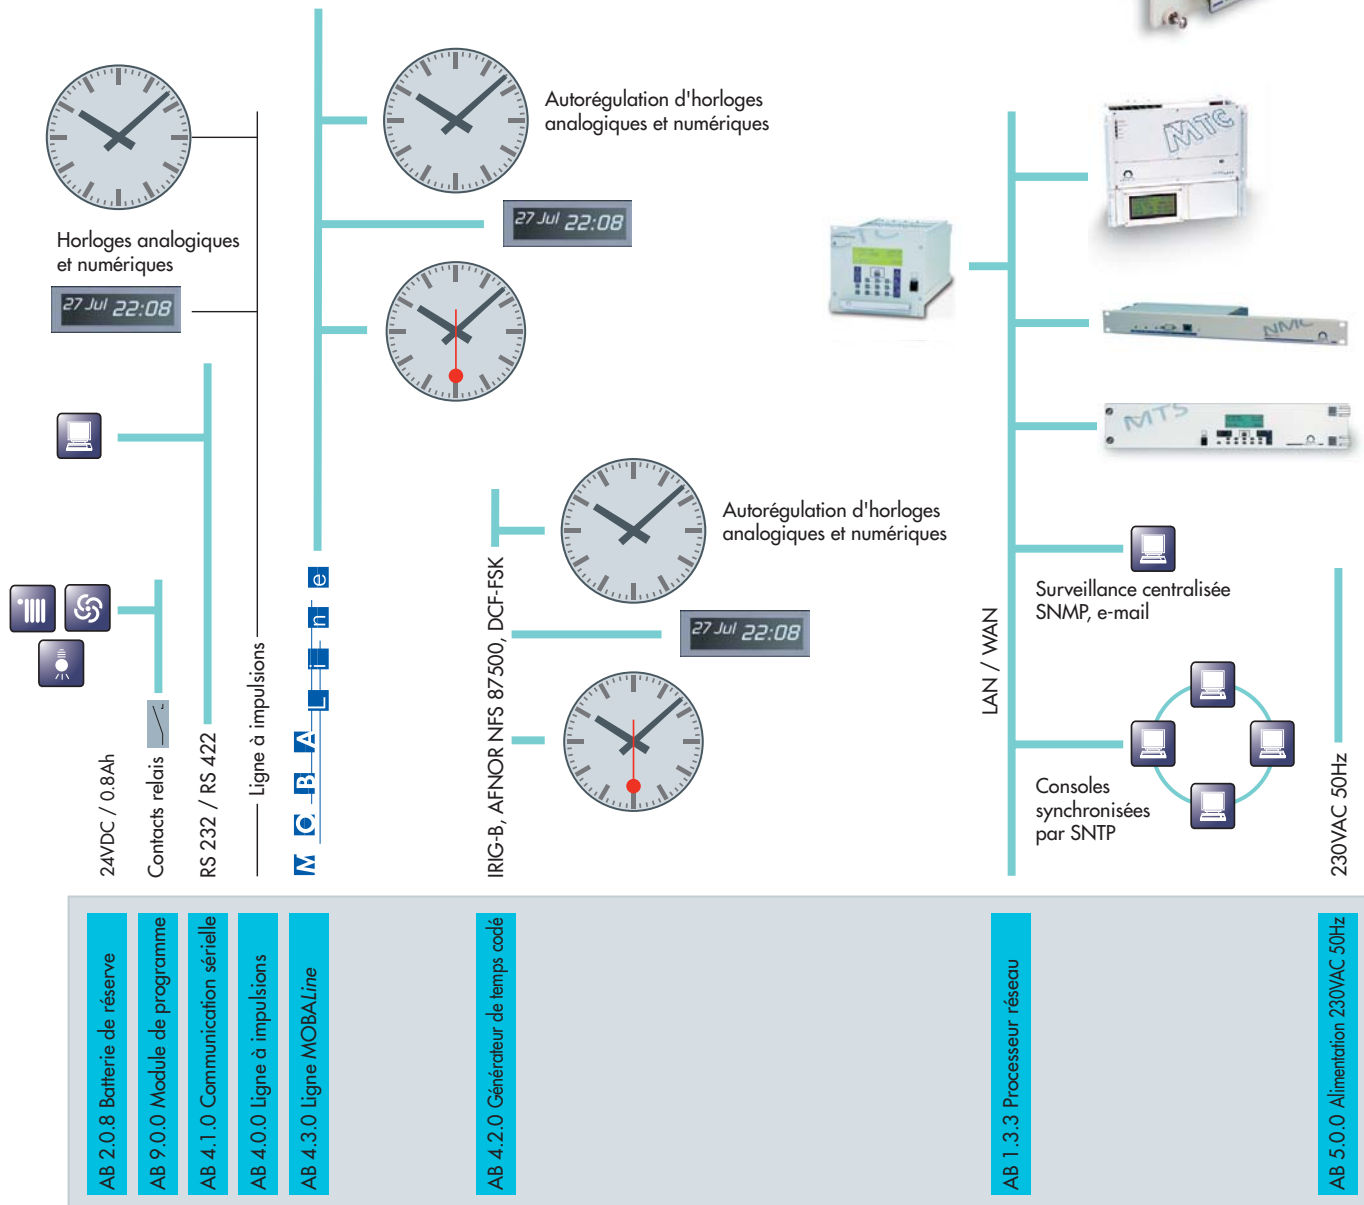 Autorégulation d'horloges
analogiques et numériques
MTC
Horloges analogiques
et numériques
27 Jul 22:08
27 Jul 22:08
NMC
MTS
Autorégulation d'horloges
analogiques et numériques
27 Jul 22:08
Surveillance centralisée
SNMP, e-mail
Consoles
synchronisées
par SNTP
24VDC / 0.8Ah
Contacts relais
RS 232 / RS 422
Ligne à impulsions
MOBALine
IRIG-B, AFNOR NFS 87500, DCF-FSK
LAN / WAN
230VAC 50Hz
AB 2.0.8 Batterie de réserve
AB 9.0.0 Module de programme
AB 4.1.0 Communication sérielle
AB 4.0.0 Ligne à impulsions
AB 4.3.0 Ligne MOBALine
AB 4.2.0 Générateur de temps codé
AB 1.3.3 Processeur réseau
AB 5.0.0 Alimentation 230VAC 50Hz